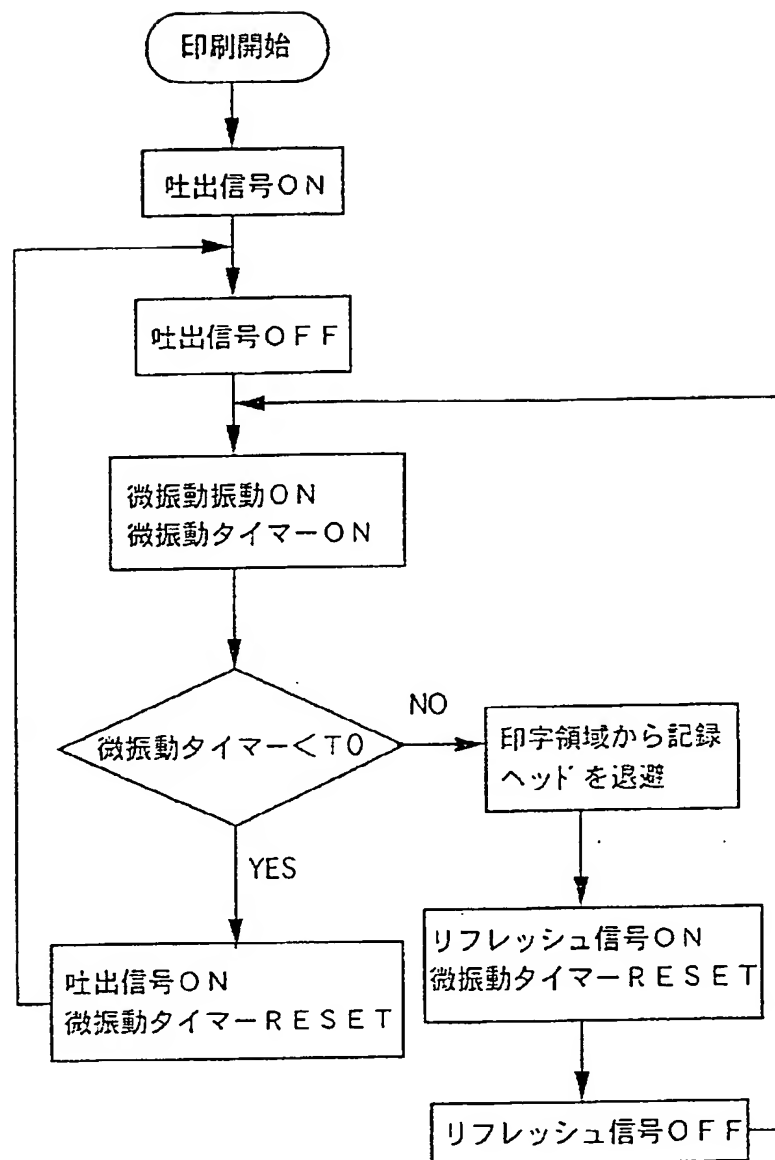 印刷開始
吐出信号ON
吐出信号OFF
微振動振動ON
微振動タイマーON
微振動タイマー<T0
NO
印字領域から記録
ヘッドを退避
YES
リフレッシュ信号ON
微振動タイマーRESET
吐出信号ON
微振動タイマーRESET
リフレッシュ信号OFF